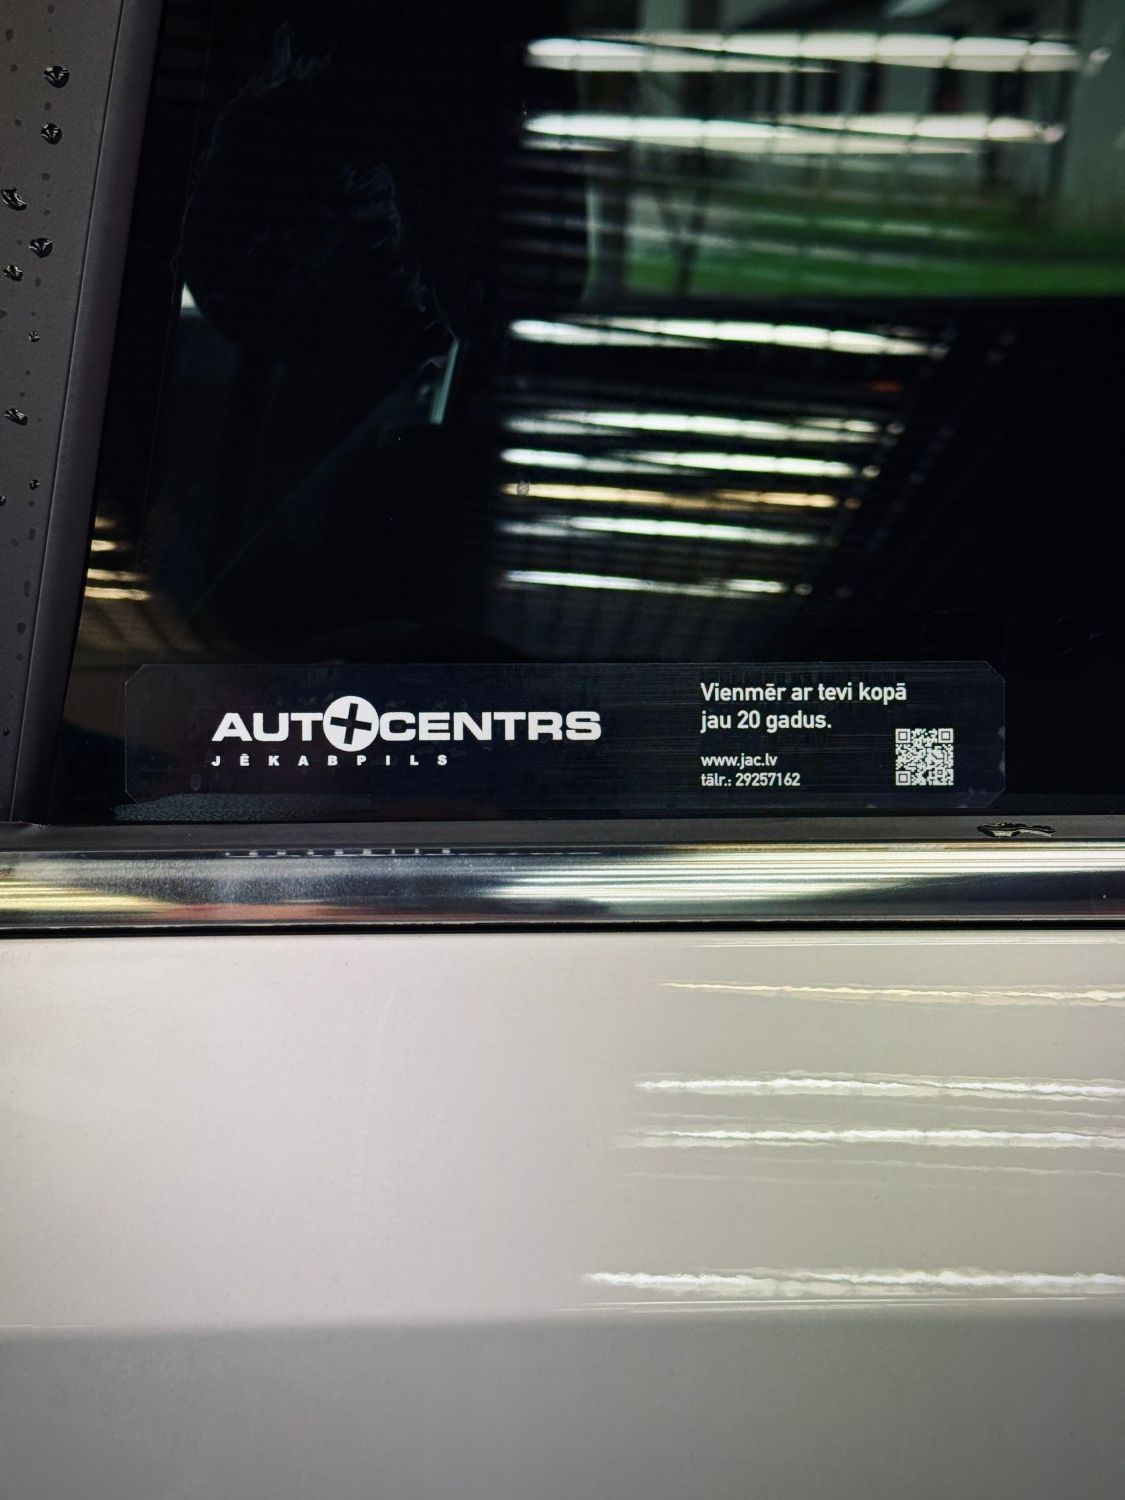 AUTOCENTRS
JĒKABPILS
Vienmēr ar tevi kopā
jau 20 gadus.
www.jac.lv
tālr.: 29257162